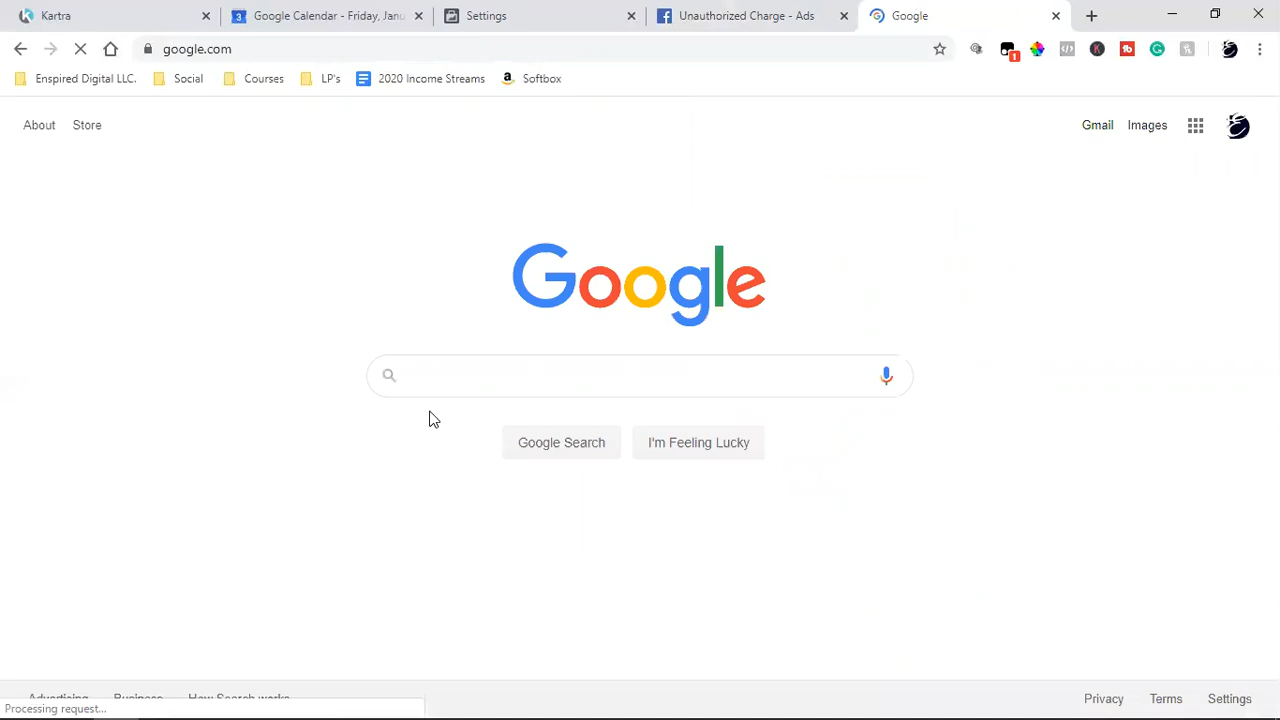 Kartra
Google Calendar - Friday, Janu
Settings
Unauthorized Charge - Ads
Google
google.com
1
Enspired Digital LLC.
Social
Courses
LP's
2020 Income Streams
Softbox
About
Store
Gmail
Images
Google
Google Search
I'm Feeling Lucky
Advertising
Business
How Search works
Privacy
Terms
Settings
Processing request...